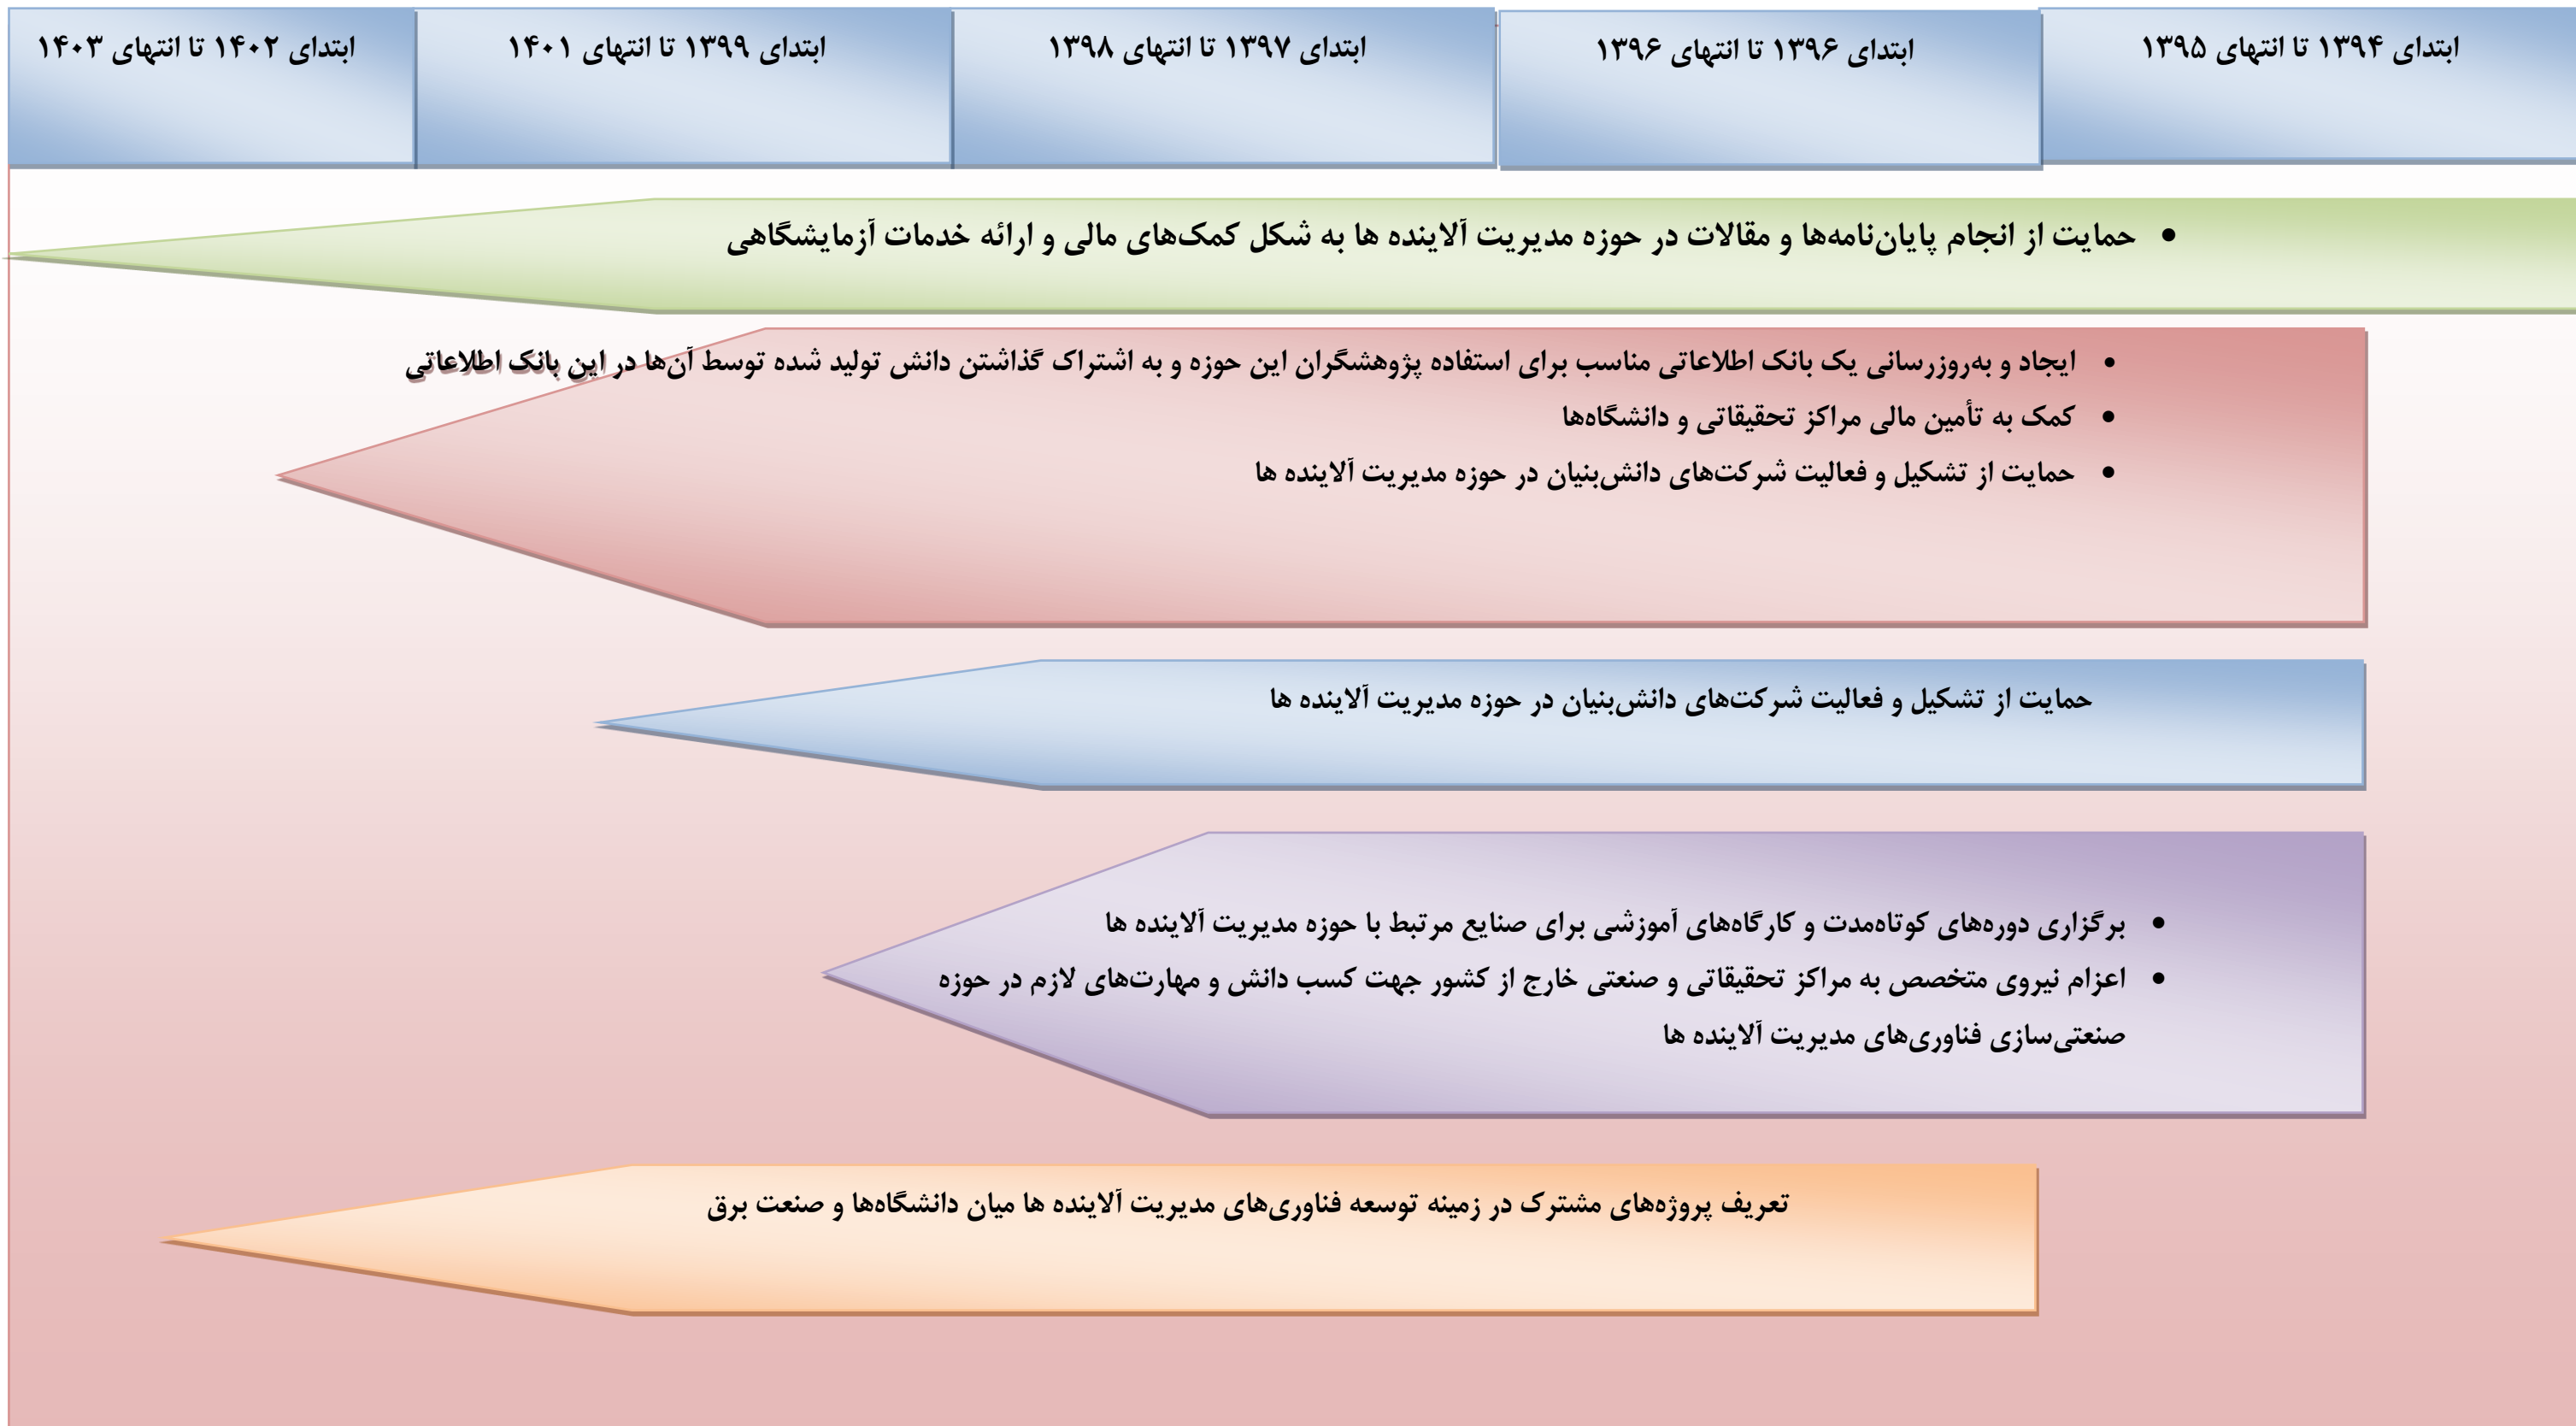 ابتدای ۱۳۹۴ تا انتهای ۱۳۹۵
ابتدای ۱۳۹۶ تا انتهای ۱۳۹۶
ابتدای ۱۳۹۷ تا انتهای ۱۳۹۸
ابتدای ۱۳۹۹ تا انتهای ۱۴۰۱
ابتدای ۱۴۰۲ تا انتهای ۱۴۰۳
• حمایت از انجام پایان‌نامه‌ها و مقالات در حوزه مدیریت آلاینده ها به شکل کمک‌های مالی و ارائه خدمات آزمایشگاهی
• ایجاد و به‌روزرسانی یک بانک اطلاعاتی مناسب برای استفاده پژوهشگران این حوزه و به اشتراک گذاشتن دانش تولید شده توسط آن‌ها در این بانک اطلاعاتی
• کمک به تأمین مالی مراکز تحقیقاتی و دانشگاه‌ها
• حمایت از تشکیل و فعالیت شرکت‌های دانش‌بنیان در حوزه مدیریت آلاینده ها
حمایت از تشکیل و فعالیت شرکت‌های دانش‌بنیان در حوزه مدیریت آلاینده ها
• برگزاری دوره‌های کوتاه‌مدت و کارگاه‌های آموزشی برای صنایع مرتبط با حوزه مدیریت آلاینده ها
• اعزام نیروی متخصص به مراکز تحقیقاتی و صنعتی خارج از کشور جهت کسب دانش و مهارت‌های لازم در حوزه
صنعتی‌سازی فناوری‌های مدیریت آلاینده ها
تعریف پروژه‌های مشترک در زمینه توسعه فناوری‌های مدیریت آلاینده ها میان دانشگاه‌ها و صنعت برق